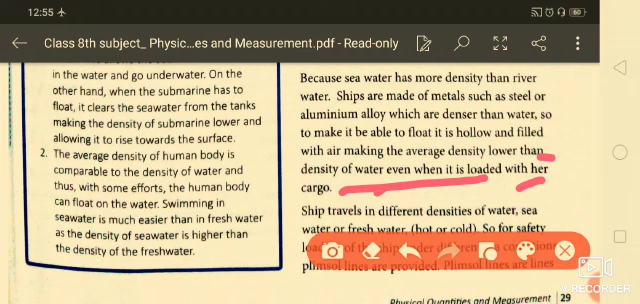 12:55
60
Class 8th subject_ Physic...es and Measurement.pdf - Read-only
in the water and go underwater. On the
other hand, when the submarine has to
float, it clears the seawater from the tanks
making the density of submarine lower and
allowing it to rise towards the surface.
2. The average density of human body is
comparable to the density of water and
thus, with some efforts, the human body
can float on the water. Swimming in
seawater is much easier than in fresh water
as the density of seawater is higher than
the density of the freshwater.
Because sea water has more density than river
water. Ships are made of metals such as steel or
aluminium alloy which are denser than water, so
to make it be able to float it is hollow and filled
with air making the average density lower than
density of water even when it is loaded with her
cargo.
Ship travels in different densities of water, sea
water or fresh water, (hot or cold). So for safety
plimsol lines are provided. Plimsol lines are lines
Physical Quantities and Measurement 29
V RECORDER